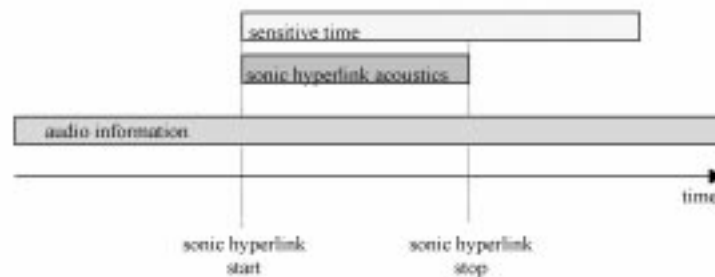 sensitive time
sonic hyperlink acoustics
audio information
time
sonic hyperlink
start
sonic hyperlink
stop